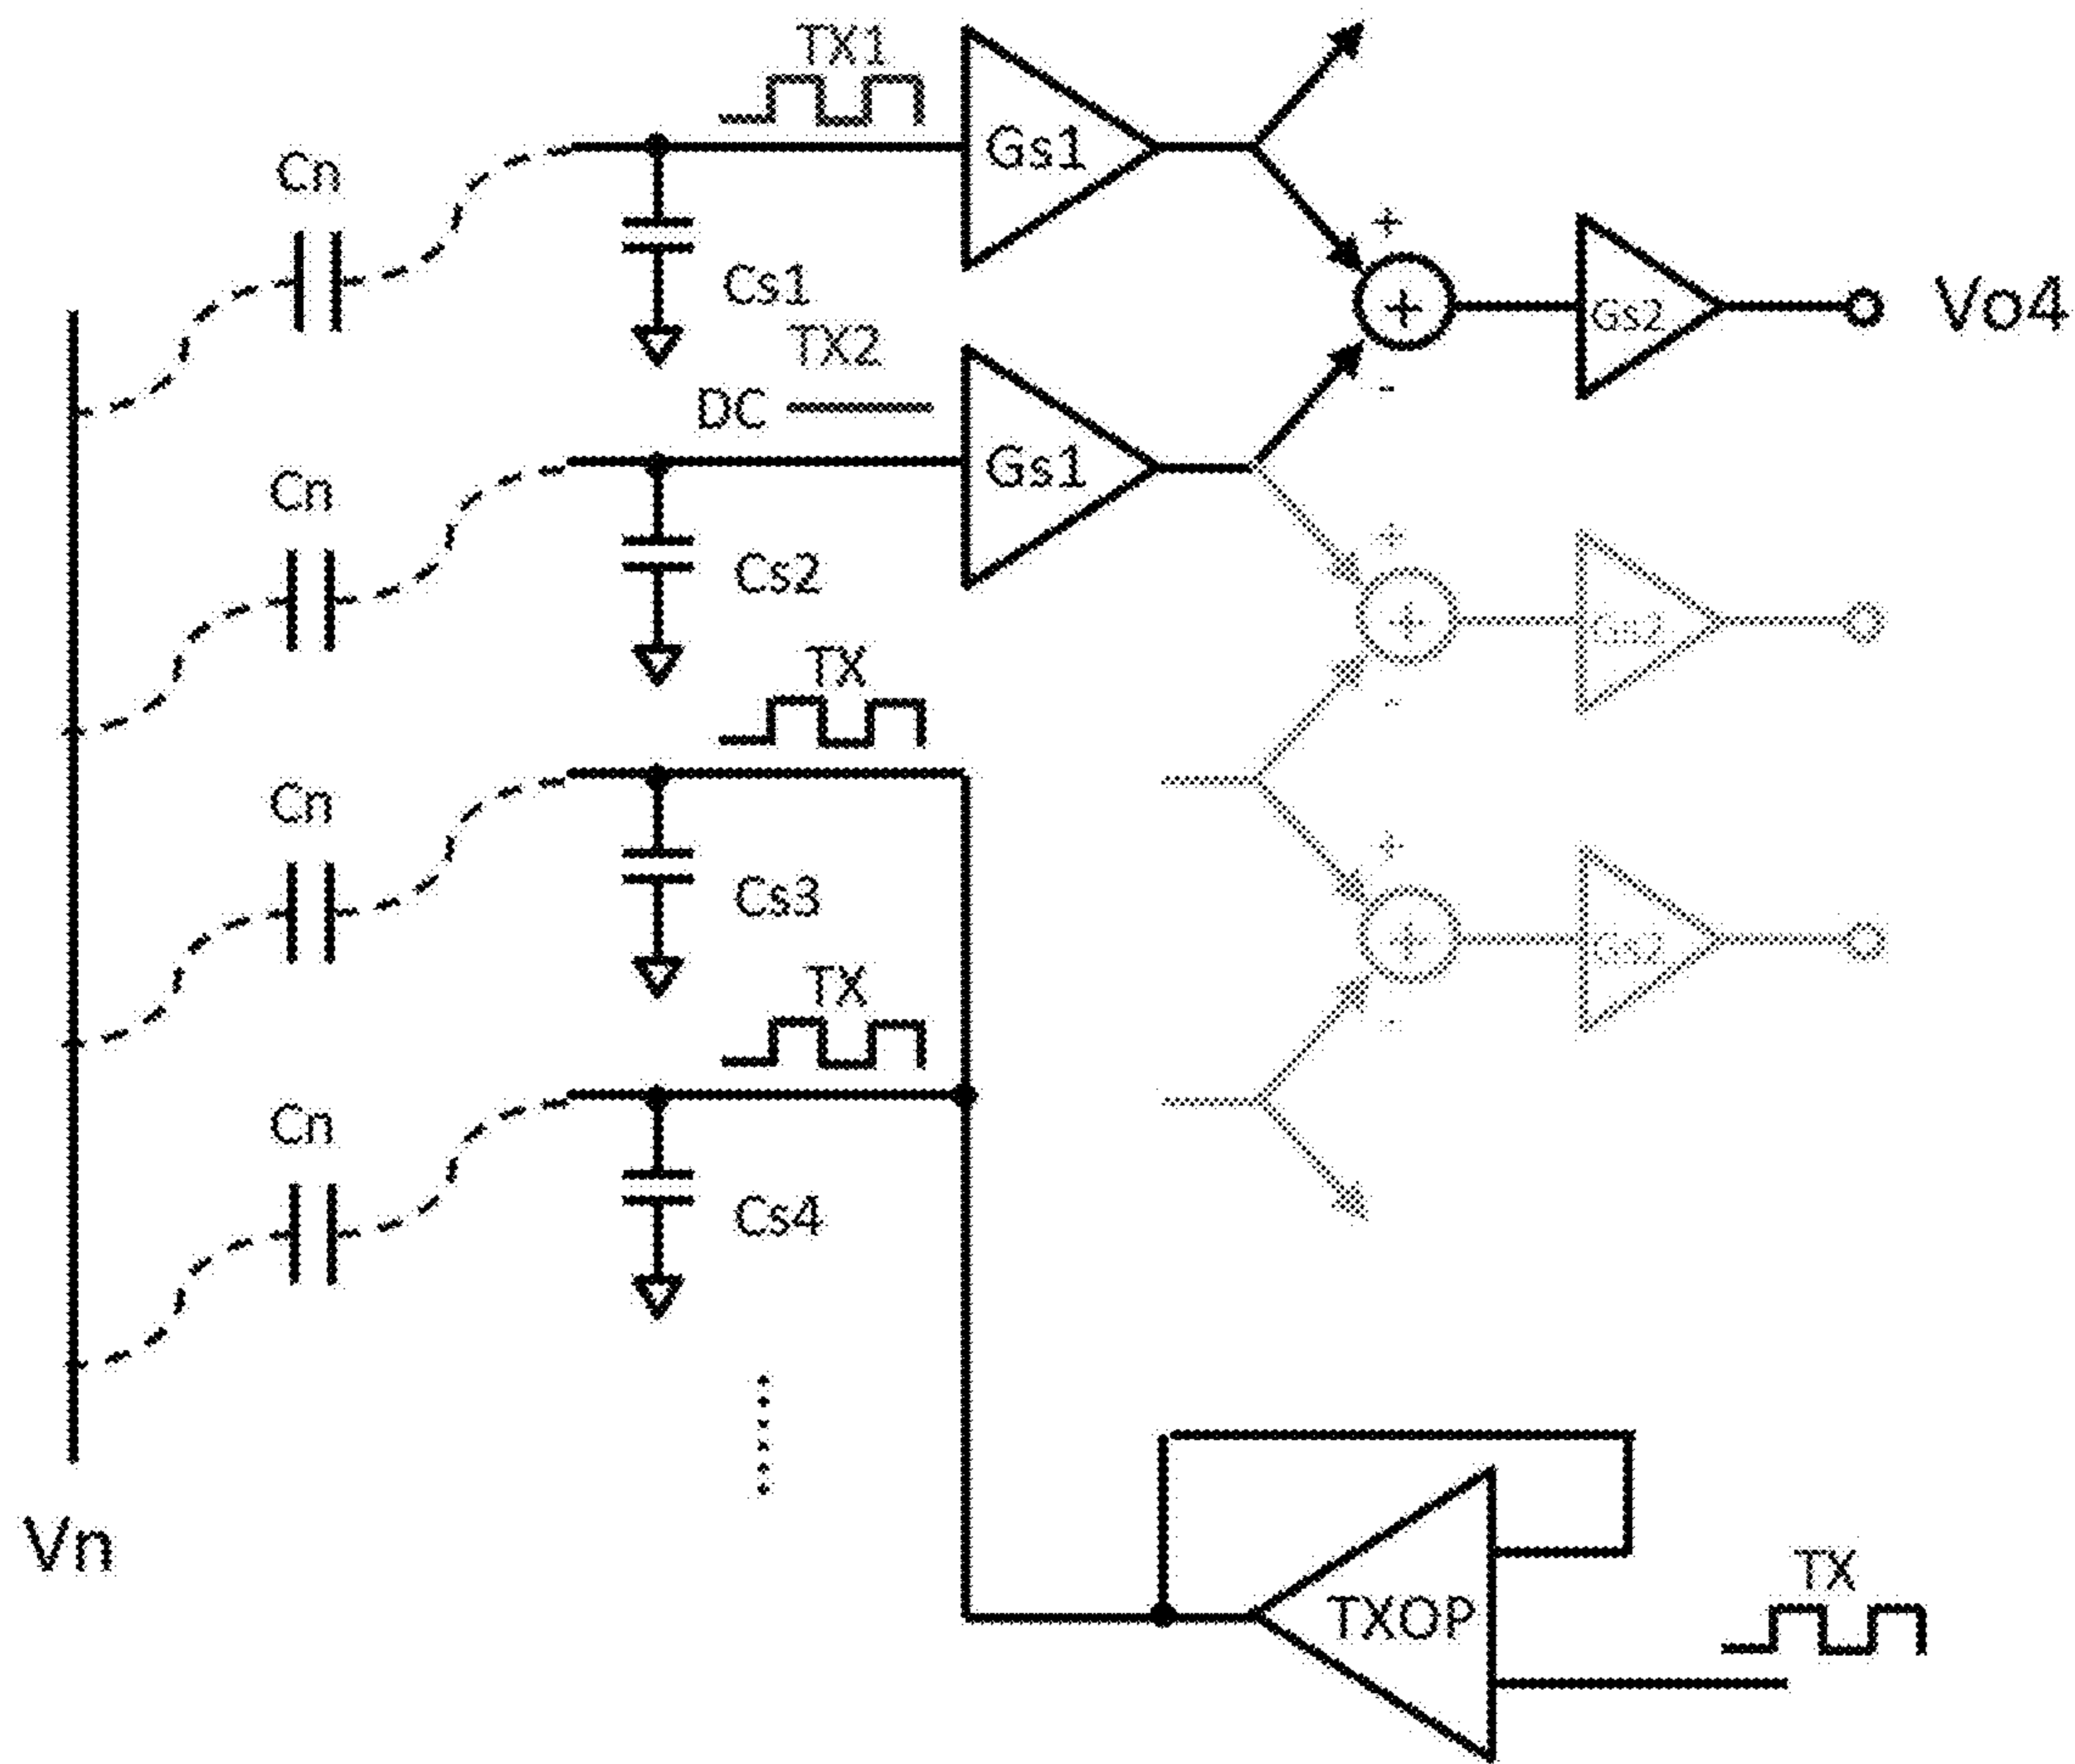 TX1
Cn
Gs1
+
Cs1
+
Gs2
Vo4
TX2
DC
-
Cn
Gs1
Cs2
+
+
Gs2
TX
-
Cn
Cs3
+
+
Gs2
TX
-
Cn
Cs4
Vn
TX
TXOP